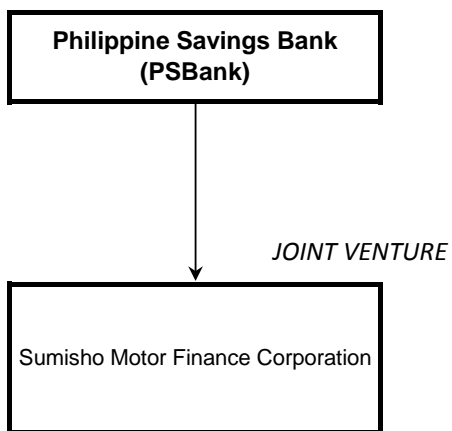 Philippine Savings Bank
(PSBank)
JOINT VENTURE
Sumisho Motor Finance Corporation